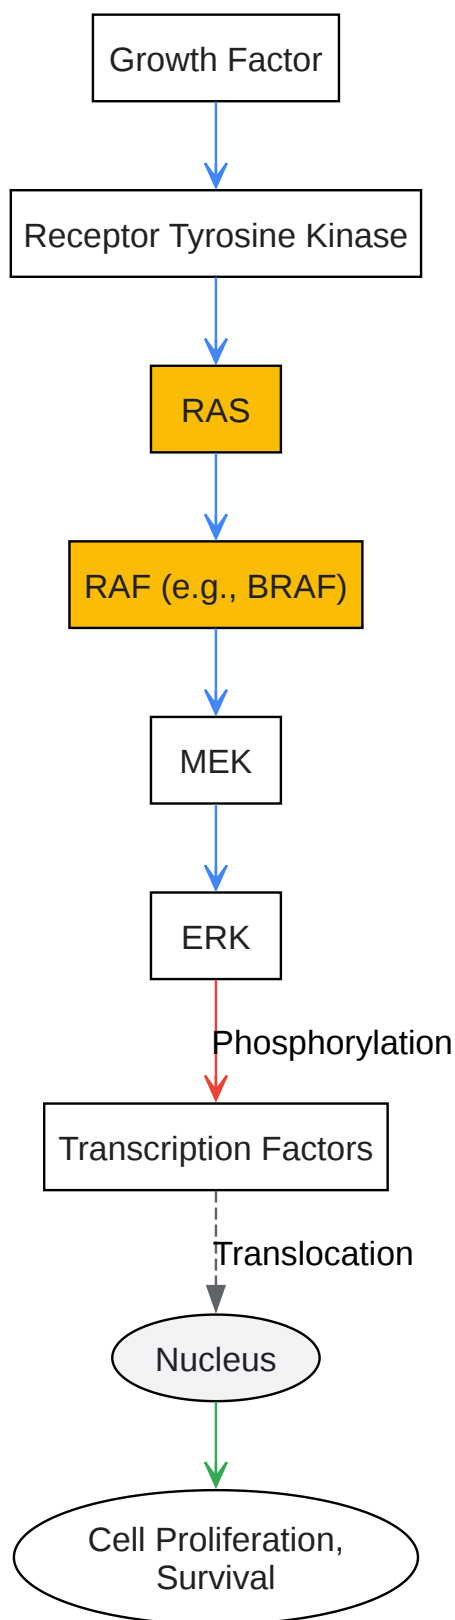 Growth Factor
Receptor Tyrosine Kinase
RAS
RAF (e.g., BRAF)
MEK
ERK
Phosphorylation
Transcription Factors
Translocation
Nucleus
Cell Proliferation,
Survival